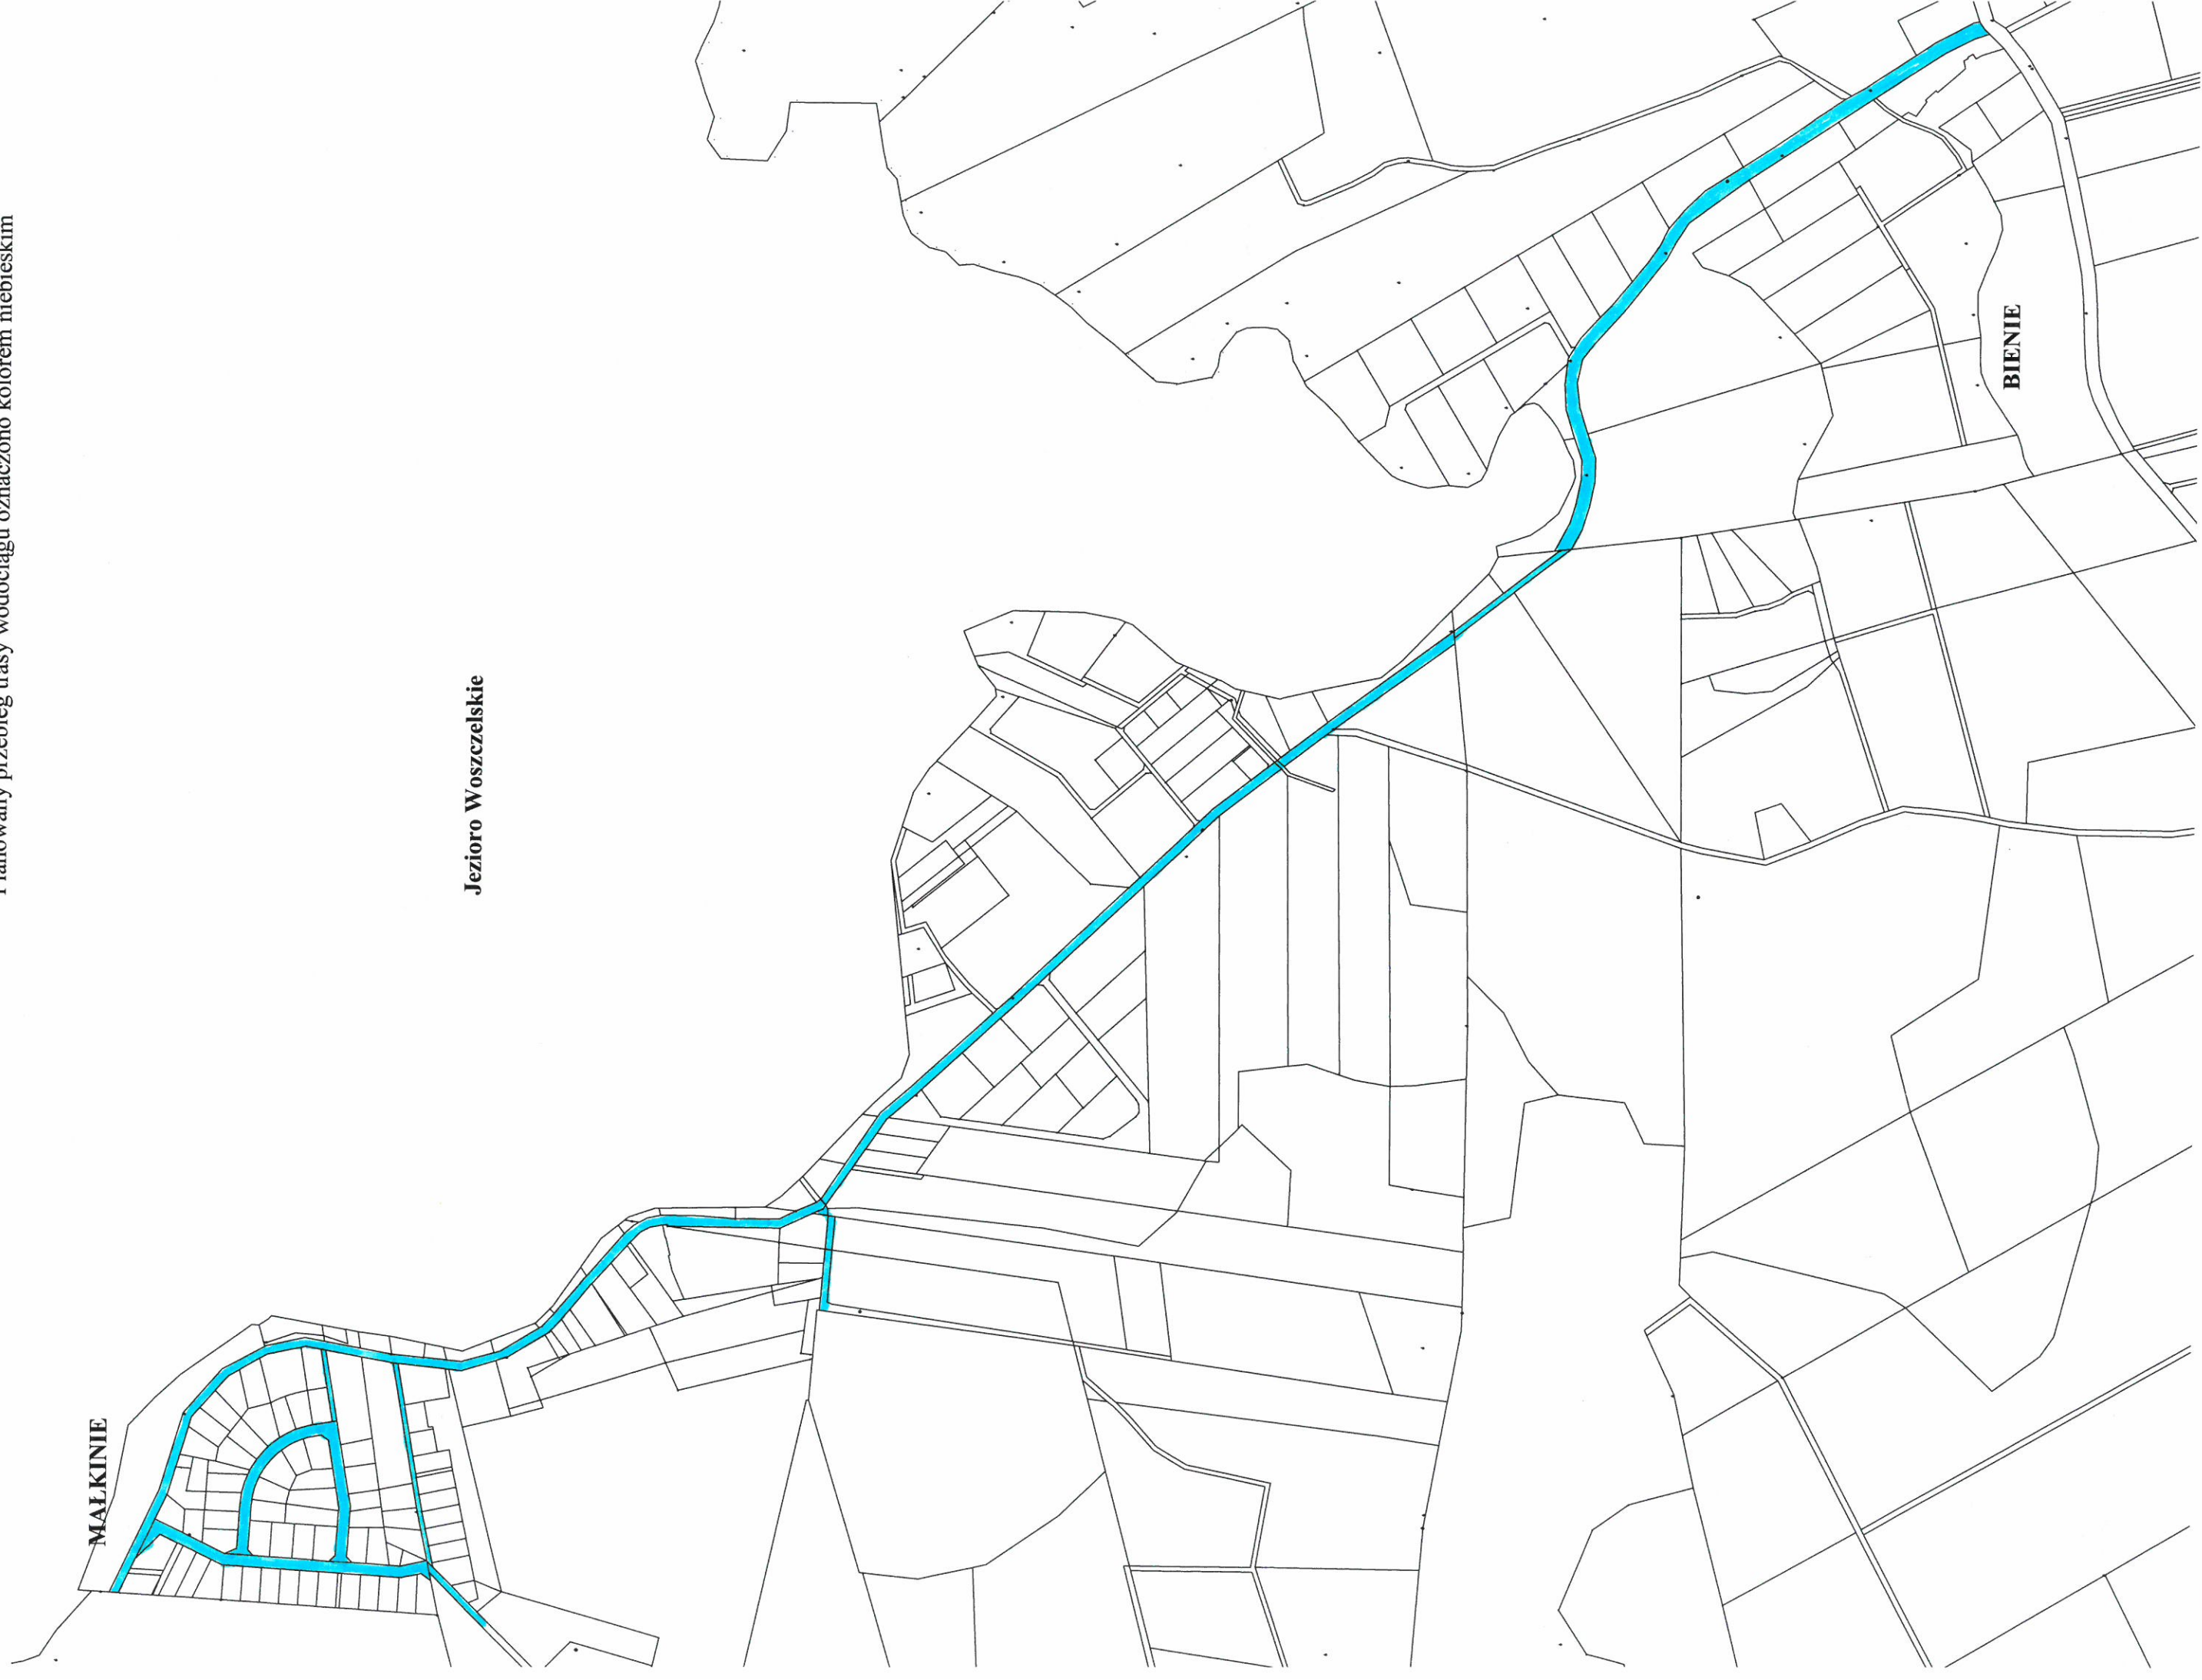 Planowany przebieg trasy wodociągu oznaczono kolorem niebieskim
Jezioro Woszczelskie
BIENIE
MAŁKINIE